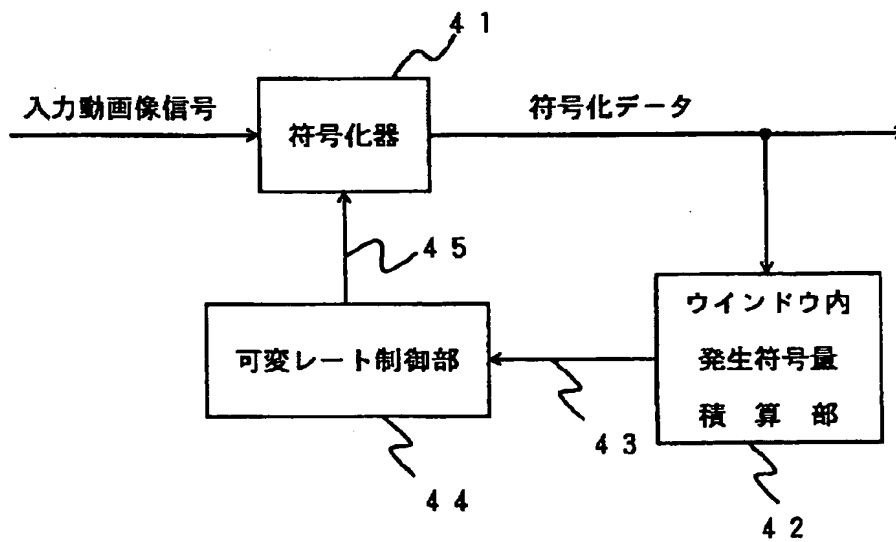 ４１
入力動画像信号
符号化器
符号化データ
４５
可変レート制御部
ウインドウ内
発生符号量
積 算 部
４３
４４
４２